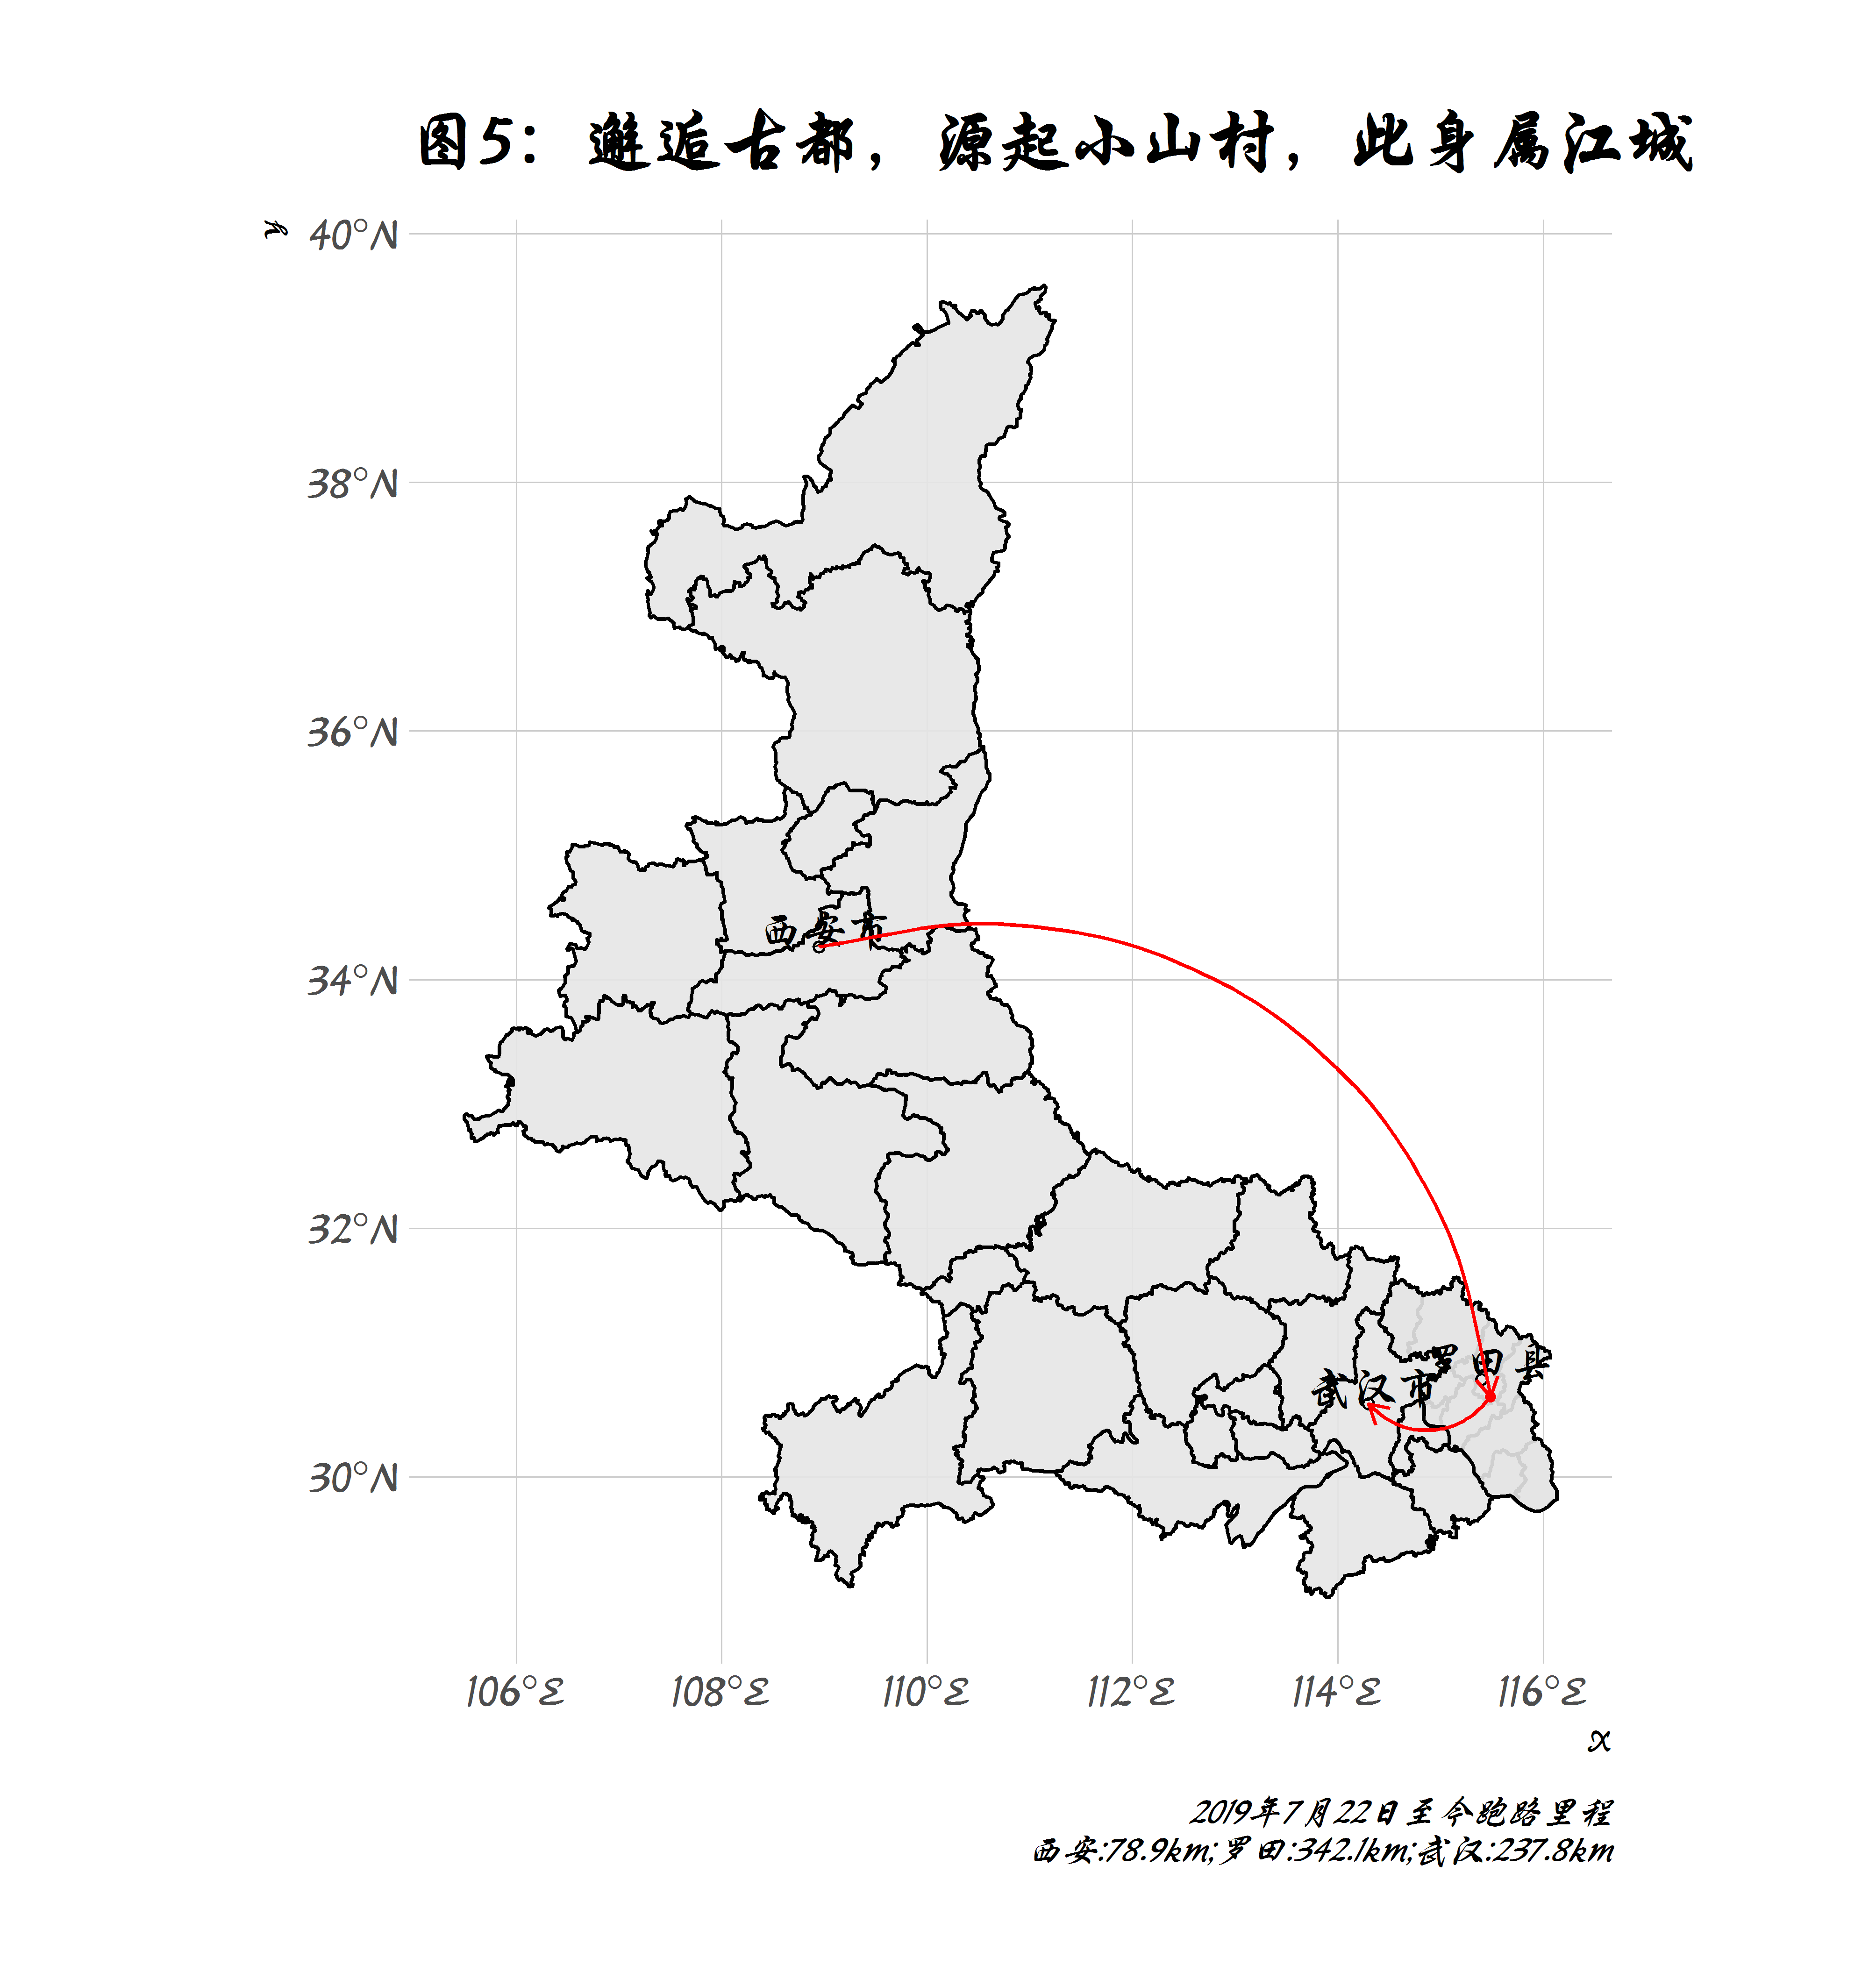 图5：邂逅古都，源起小山村，此身属江城
y
40°N
38°N
36°N
34°N
32°N
30°N
西安市
罗田县
武汉市
106°E
108°E
110°E
112°E
114°E
116°E
x
2019年7月22日至今跑路里程
西安:78.9km;罗田:342.1km;武汉:237.8km